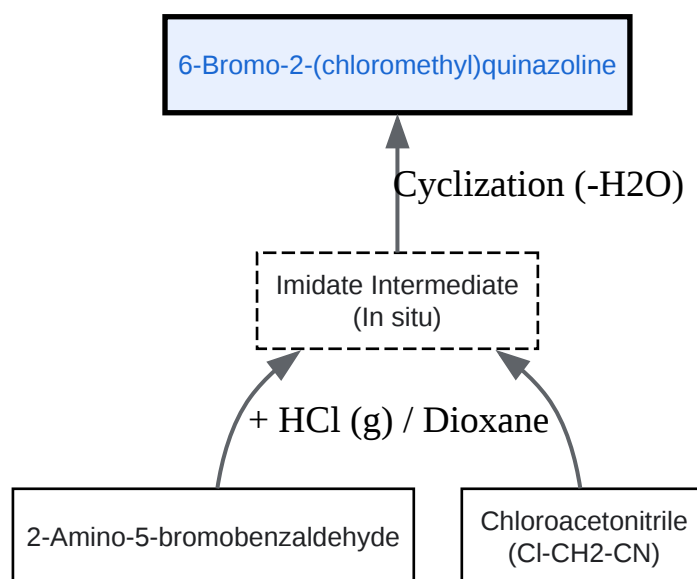 6-Bromo-2-(chloromethyl)quinazoline
Cyclization (-H2O)
Imidate Intermediate
(In situ)
+ HCl (g) / Dioxane
2-Amino-5-bromobenzaldehyde
Chloroacetonitrile
(Cl-CH2-CN)